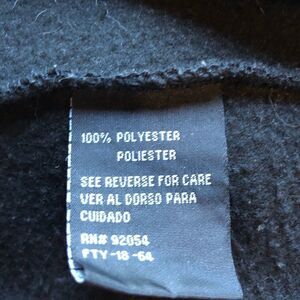 100% POLYESTER
POLIESTER
SEE REVERSE FOR CARE
VER AL DORSO PARA
CUIDADO
RN# 92054
FTY-18-64